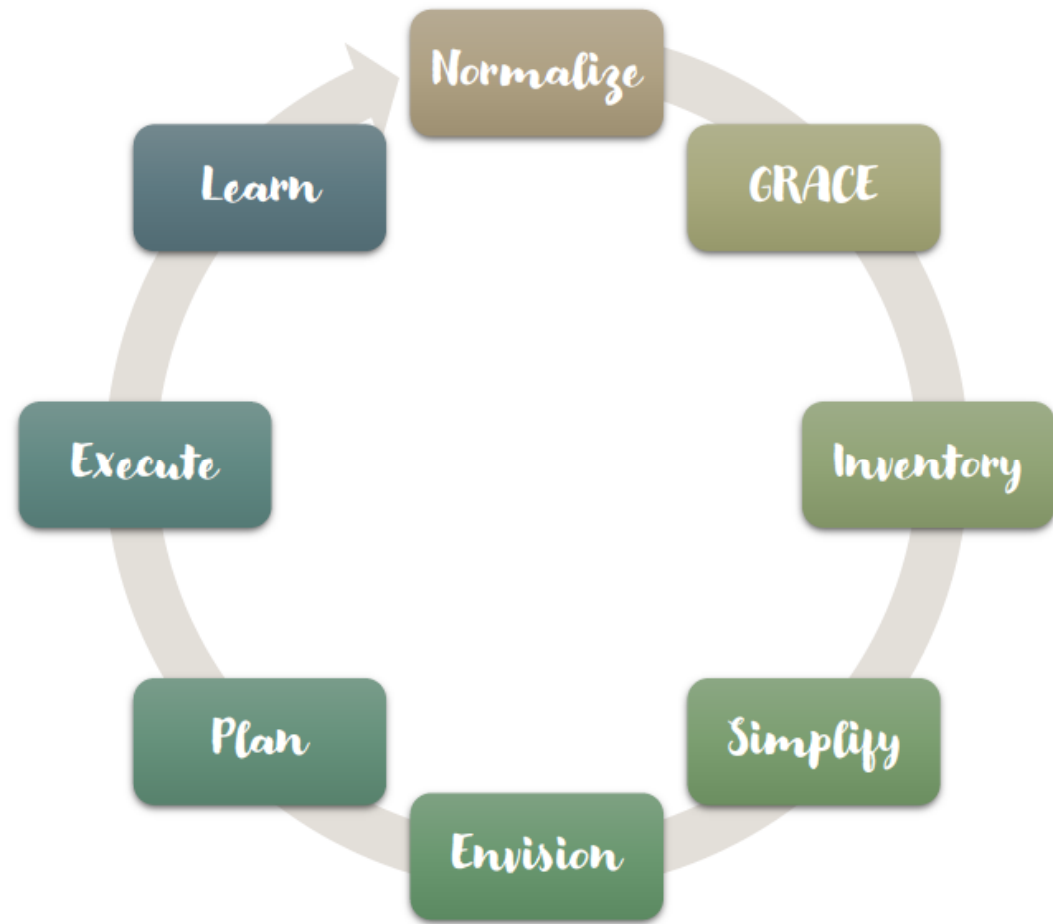 Normalize
GRACE
Inventory
Simplify
Envision
Plan
Execute
Learn